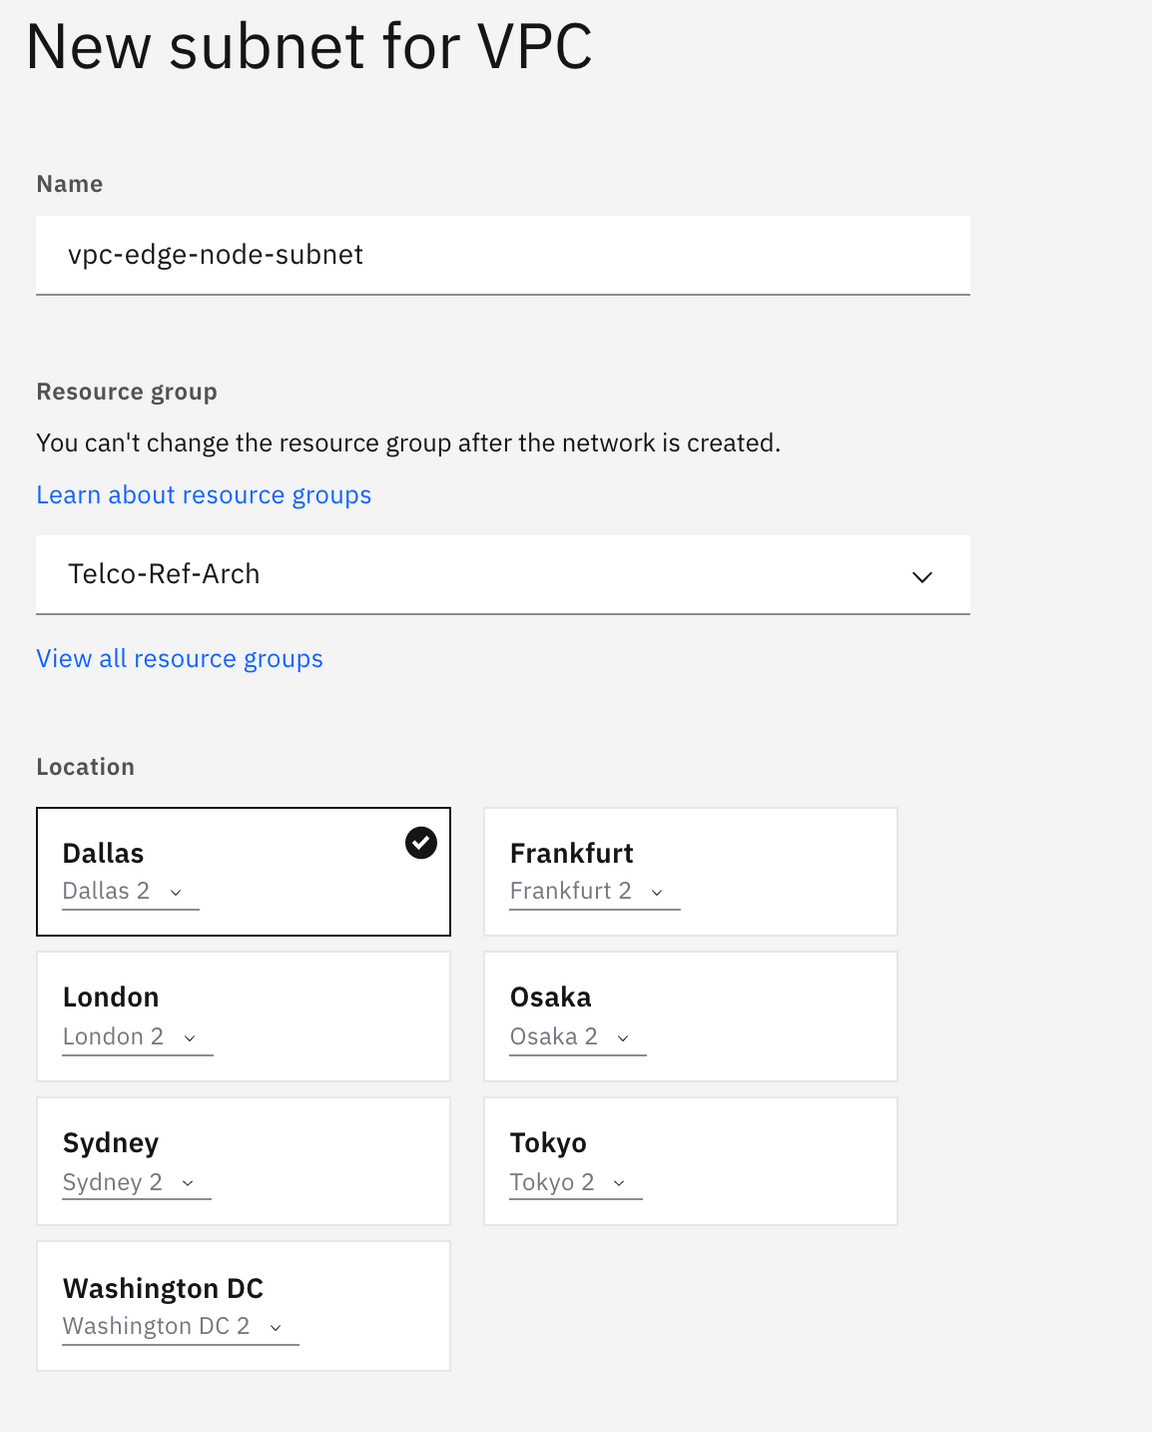 New subnet for VPC
Name
vpc-edge-node-subnet
Resource group
You can't change the resource group after the network is created.
Learn about resource groups
Telco-Ref-Arch
View all resource groups
Location
Dallas
Dallas 2
Frankfurt
Frankfurt 2
London
London 2
Osaka
Osaka 2
Sydney
Sydney 2
Tokyo
Tokyo 2
Washington DC
Washington DC 2